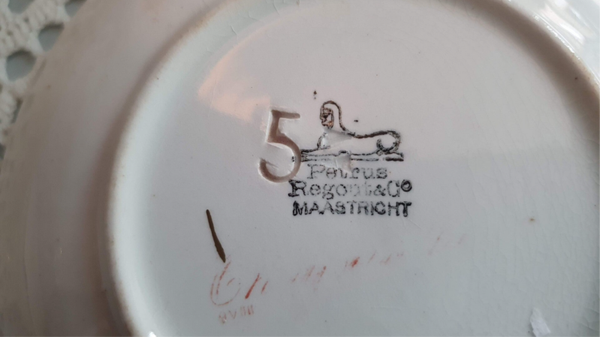 5
Petrus
Regout & Co
MAASTRICHT